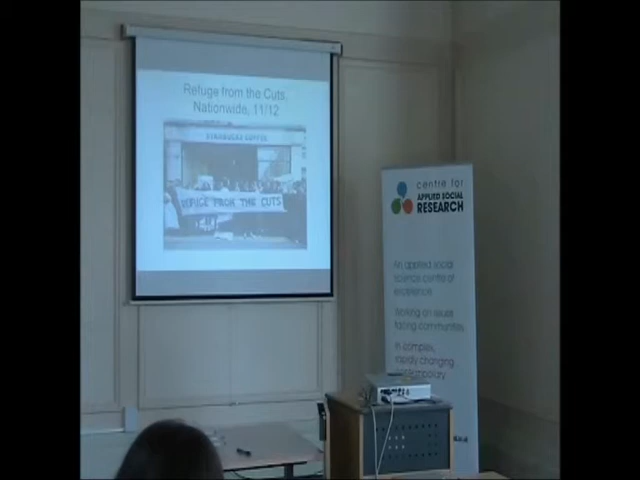 Refuge from the Cuts,
Nationwide, 11/12
STARBUCKS COFFEE
REFUGE FROM THE CUTS
centre for
APPLIED SOCIAL
RESEARCH
An applied social
science centre of
excellence
Working on issues
facing communities
In complex,
rapidly changing
contemporary